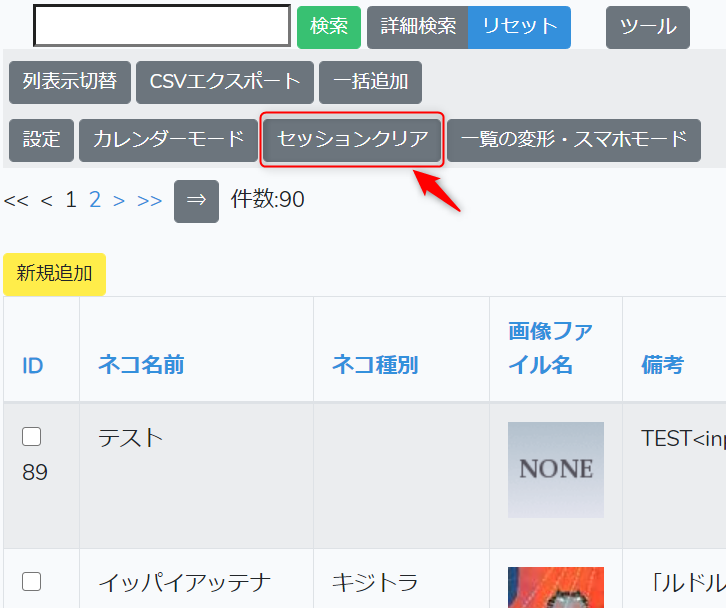 検索 詳細検索 リセット ツール
列表示切替 CSVエクスポート 一括追加
設定 カレンダーモード セッションクリア 一覧の変形・スマホモード
<< < 1 2 > >> ⇒ 件数:90
新規追加
ID ネコ名前 ネコ種別 画像ファ
イル名 備考
テスト NONE TEST<inp
89
イッパイアッテナ キジトラ 「ルドル